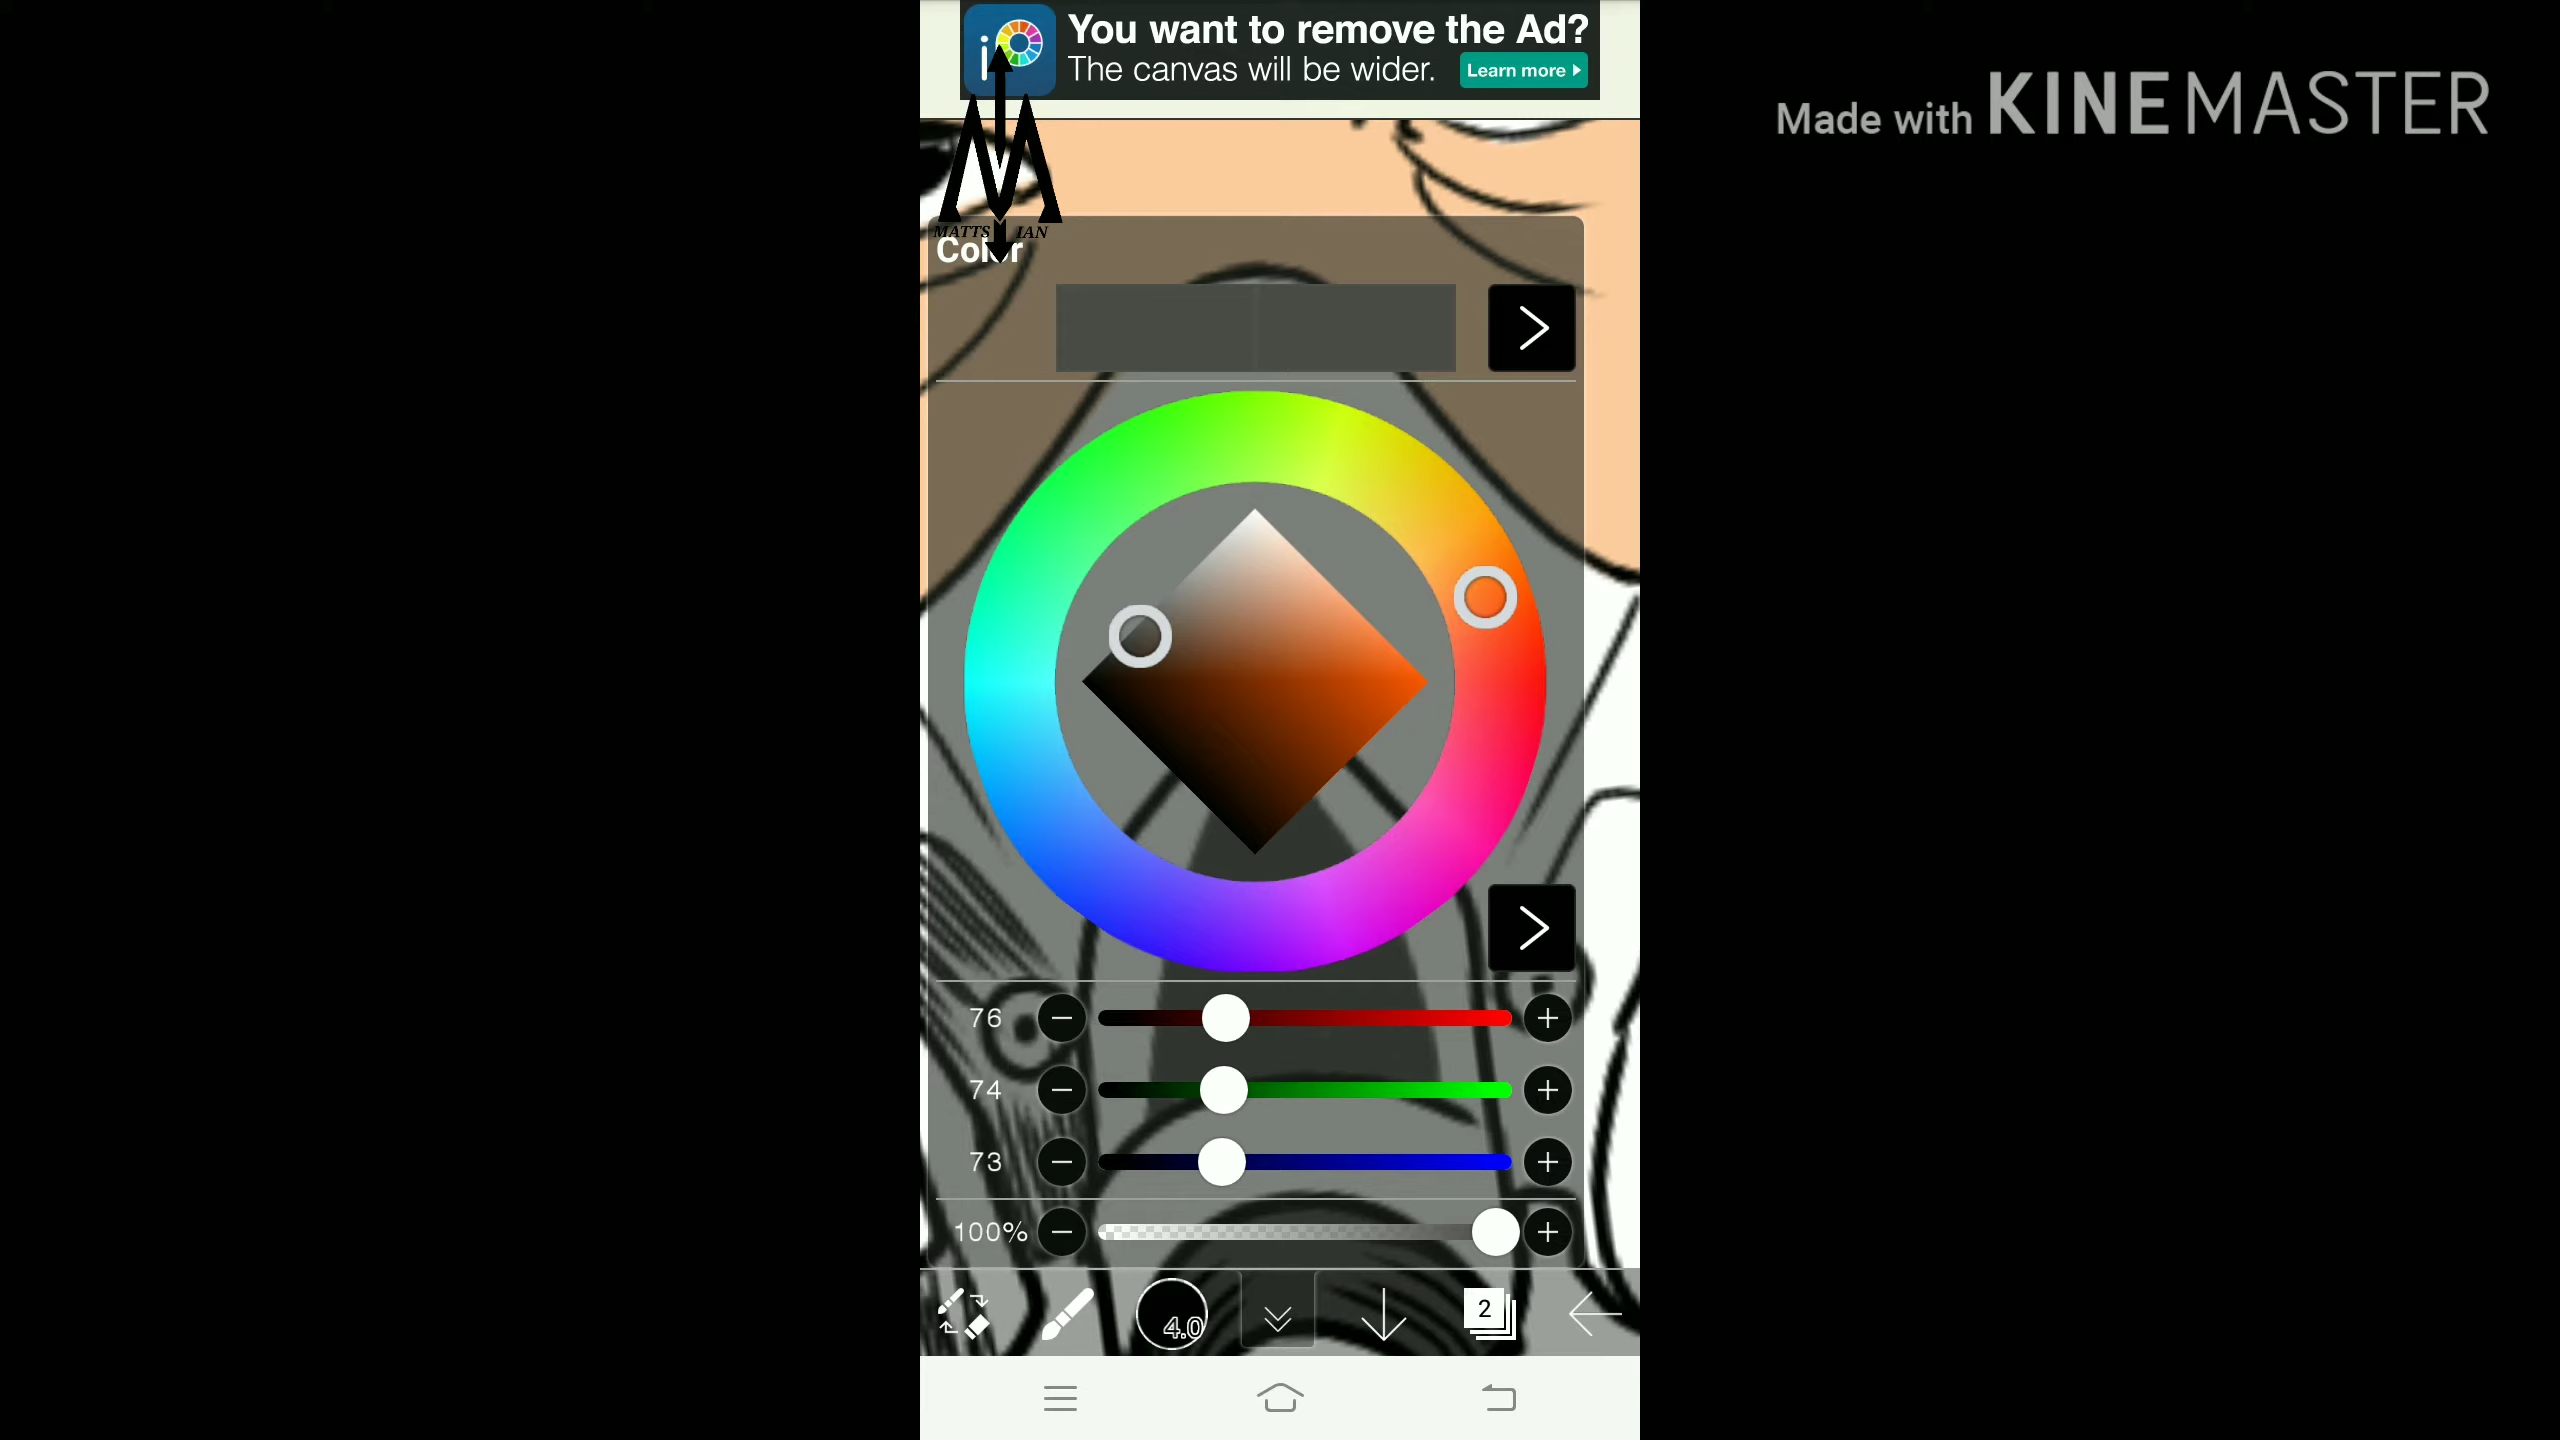 You want to remove the Ad?
The canvas will be wider.
Learn more
Made with KINEMASTER
MATTS IAN
Color
76
74
73
100%
4.0
2